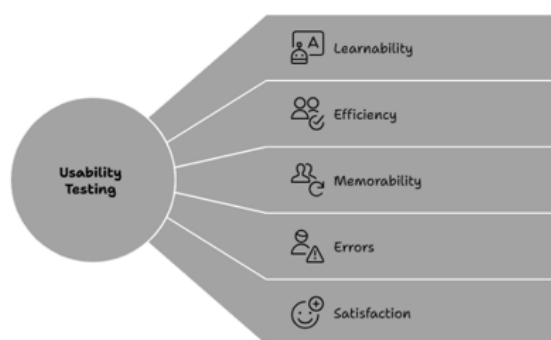 Usability
Testing
A
Learnability
Efficiency
Memorability
Errors
Satisfaction